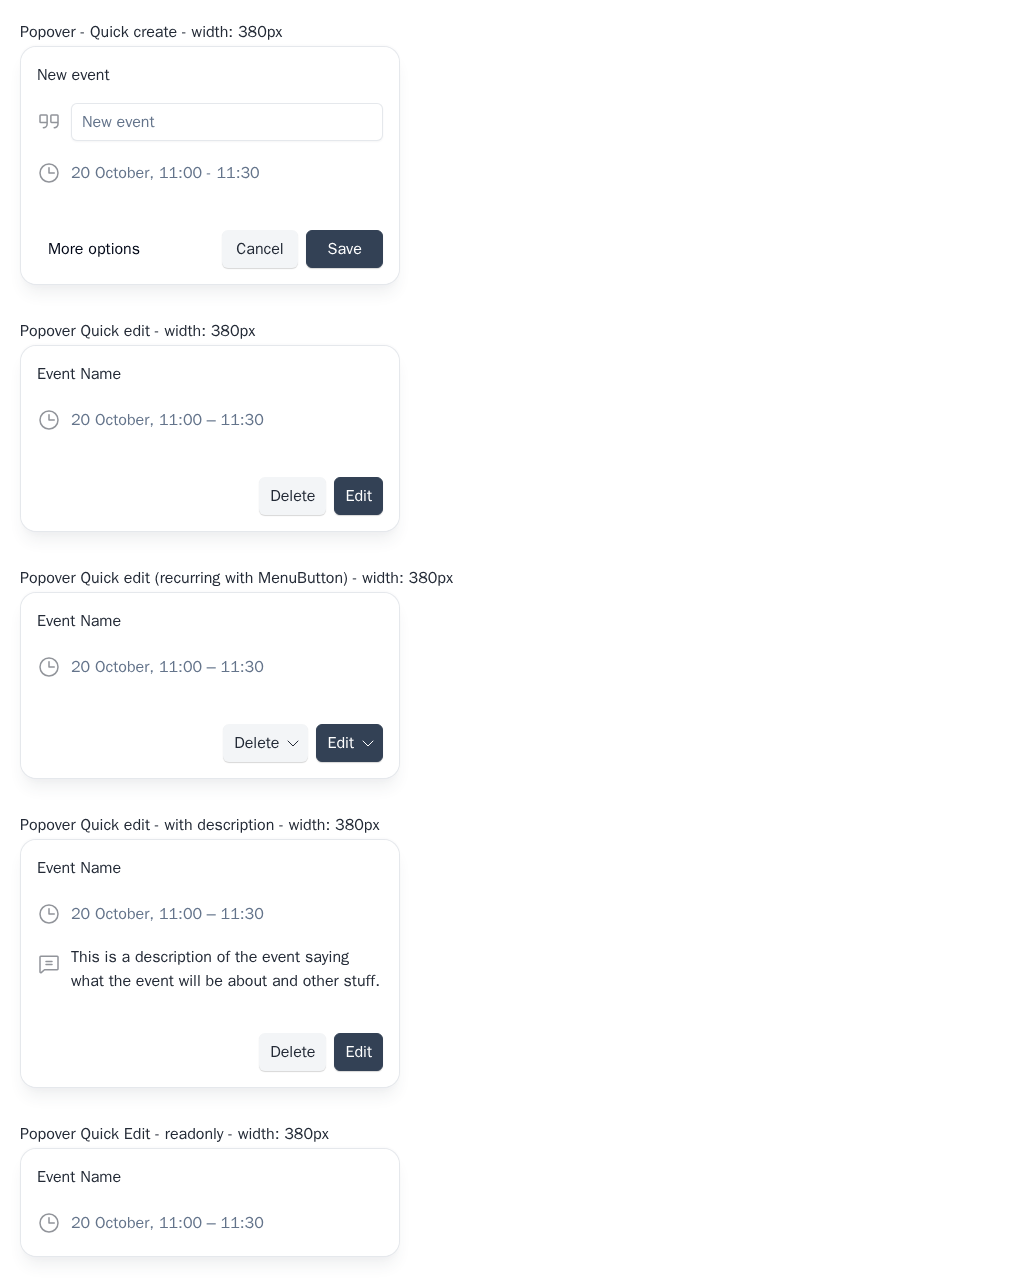 Popover - Quick create - width: 380px
New event
New event
20 October, 11:00 - 11:30
More options Cancel Save
Popover Quick edit - width: 380px
Event Name
20 October, 11:00 – 11:30
Delete Edit
Popover Quick edit (recurring with MenuButton) - width: 380px
Event Name
20 October, 11:00 – 11:30
Delete Edit
Popover Quick edit - with description - width: 380px
Event Name
20 October, 11:00 – 11:30
This is a description of the event saying
what the event will be about and other stuff.
Delete Edit
Popover Quick Edit - readonly - width: 380px
Event Name
20 October, 11:00 – 11:30